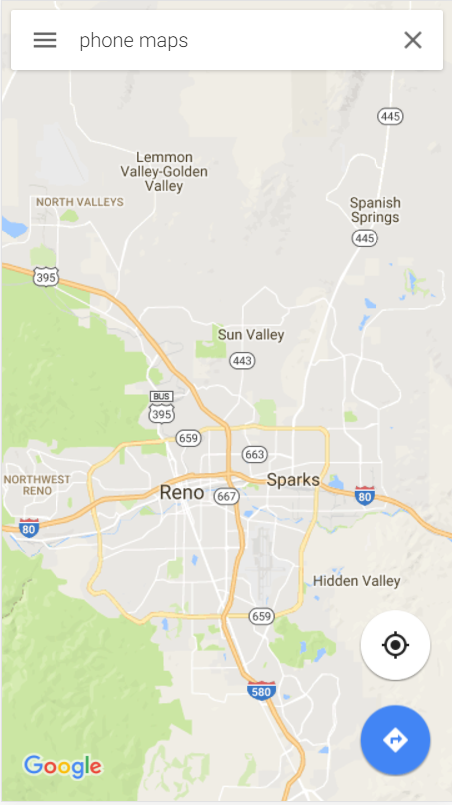 phone maps
445
Lemmon
Valley-Golden
Valley
NORTH VALLEYS
Spanish
Springs
445
395
Sun Valley
443
BUS
395
659
663
NORTHWEST
RENO
Reno
667
Sparks
80
80
Hidden Valley
659
580
Google